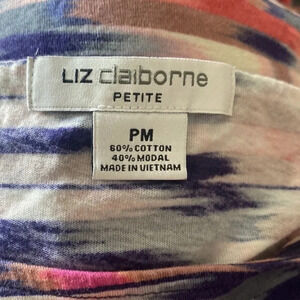 LIZ claiborne
PETITE
PM
60% COTTON
40% MODAL
MADE IN VIETNAM